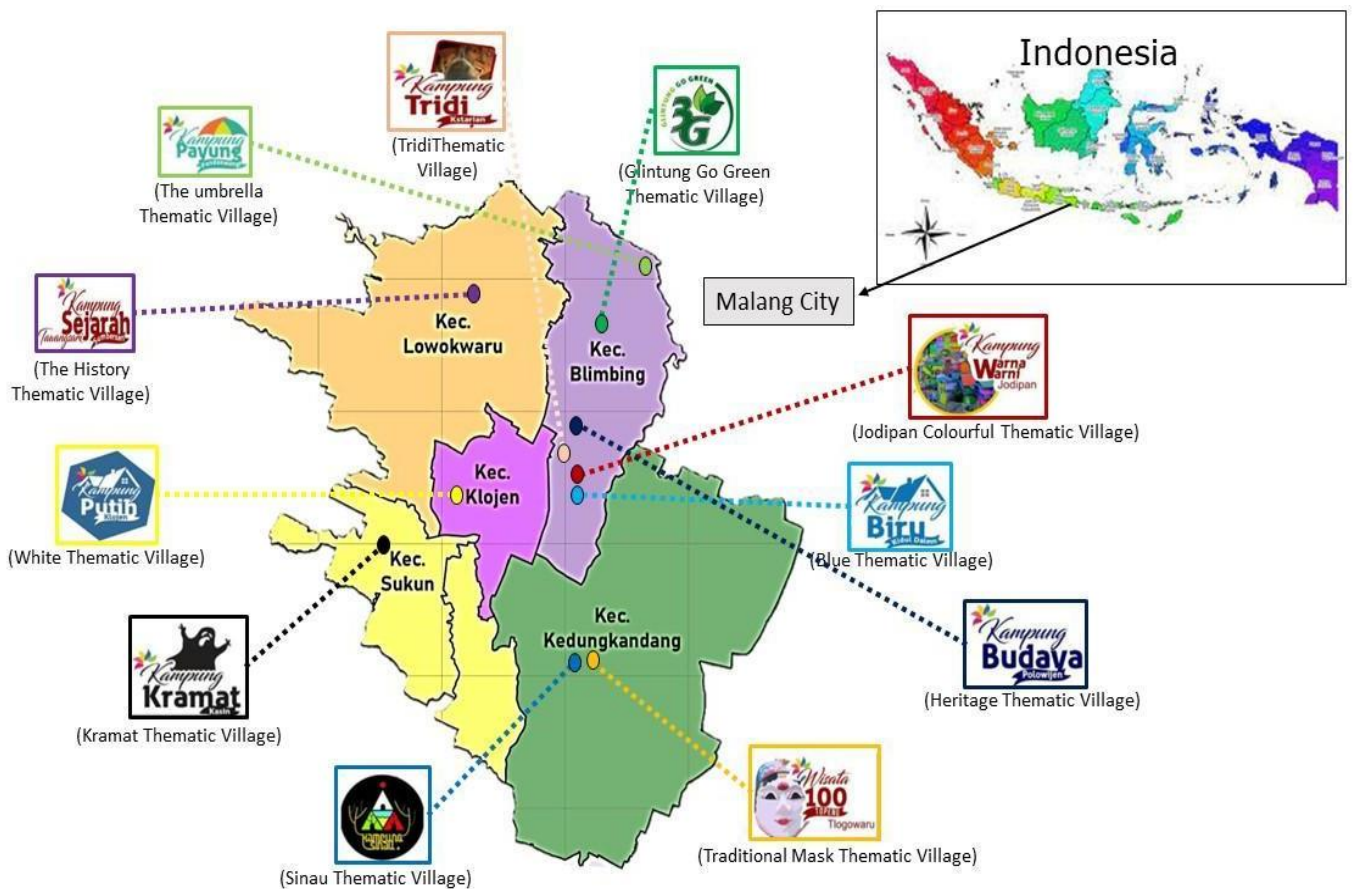 Indonesia
Malang City
Kampung
Tridi
Kstarian
(TridiThematic
Village)
GLINTUNG GO GREEN
3G
(Glintung Go Green
Thematic Village)
Kampung
Payung
(The umbrella
Thematic Village)
Kampung
Sejarah
(The History
Thematic Village)
Kec.
Lowokwaru
Kec.
Blimbing
Kampung
Warna
Warni
Jodipan
(Jodipan Colourful Thematic Village)
Kampung
Putih
Klojen
(White Thematic Village)
Kec.
Klojen
Kampung
Biru
Kidul Dalem
(Blue Thematic Village)
Kec.
Sukun
Kampung
Kramat
Kasin
(Kramat Thematic Village)
Kec.
Kedungkandang
Kampung
Budaya
Polowijen
(Heritage Thematic Village)
(Sinau Thematic Village)
Wisata
100
TOPENG
Tlogowaru
(Traditional Mask Thematic Village)